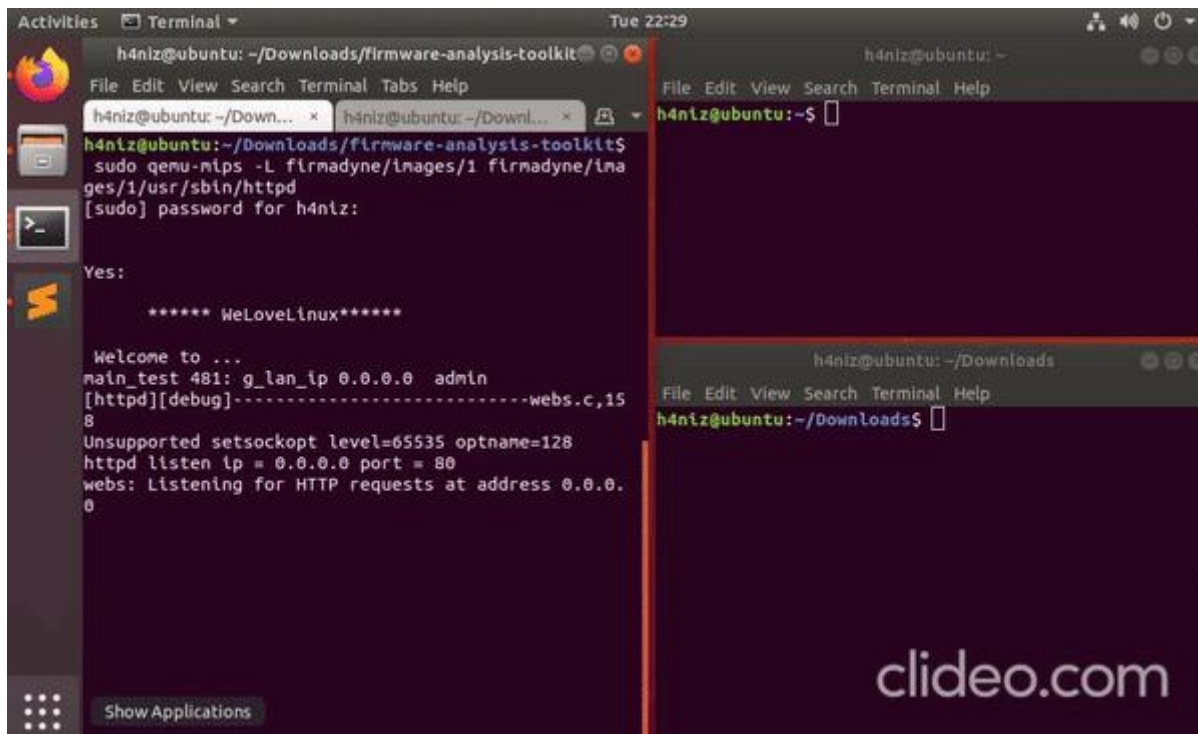 Activities Terminal Tue 22:29
h4niz@ubuntu: ~/Downloads/firmware-analysis-toolkit
File Edit View Search Terminal Tabs Help
h4niz@ubuntu: ~/Down... × h4niz@ubuntu: ~/Downl... ×
h4niz@ubuntu:~/Downloads/firmware-analysis-toolkit$
sudo qemu-mips -L firmadyne/images/1 firmadyne/ima
ges/1/usr/sbin/httpd
[sudo] password for h4niz:
Yes:
****** WeLoveLinux******
Welcome to ...
main_test 481: g_lan_ip 0.0.0.0 admin
[httpd][debug]----------------------------webs.c,15
8
Unsupported setsockopt level=65535 optname=128
httpd listen ip = 0.0.0.0 port = 80
webs: Listening for HTTP requests at address 0.0.0.
0
Show Applications
h4niz@ubuntu: ~
File Edit View Search Terminal Help
h4niz@ubuntu:~$
h4niz@ubuntu: ~/Downloads
File Edit View Search Terminal Help
h4niz@ubuntu:~/Downloads$
clideo.com